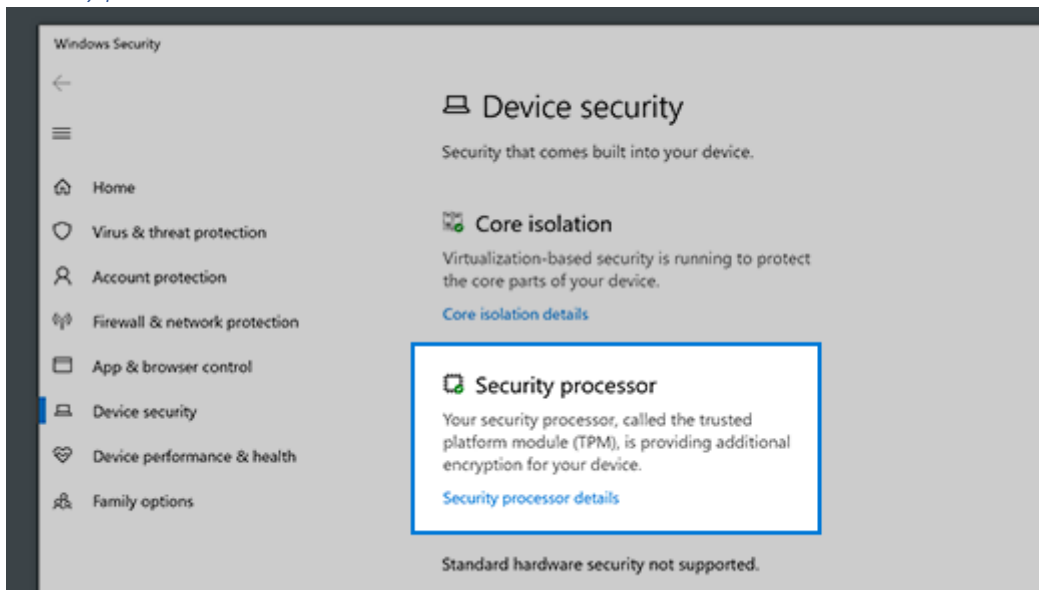 Windows Security
Device security
Security that comes built into your device.
Home
Virus & threat protection
Account protection
Firewall & network protection
App & browser control
Device security
Device performance & health
Family options
Core isolation
Virtualization-based security is running to protect
the core parts of your device.
Core isolation details
Security processor
Your security processor, called the trusted
platform module (TPM), is providing additional
encryption for your device.
Security processor details
Standard hardware security not supported.